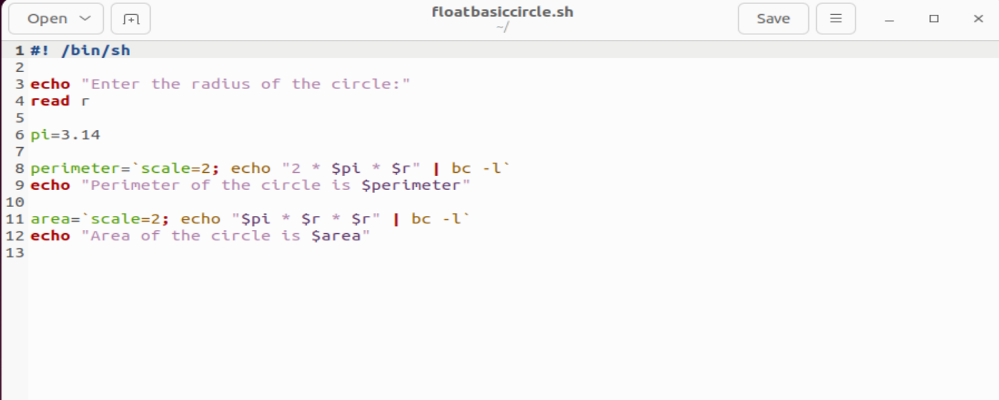 Open
floatbasiccircle.sh
~/
Save
1 #! /bin/sh
2
3 echo "Enter the radius of the circle:"
4 read r
5
6 pi=3.14
7
8 perimeter=`scale=2; echo "2 * $pi * $r" | bc -l`
9 echo "Perimeter of the circle is $perimeter"
10
11 area=`scale=2; echo "$pi * $r * $r" | bc -l`
12 echo "Area of the circle is $area"
13